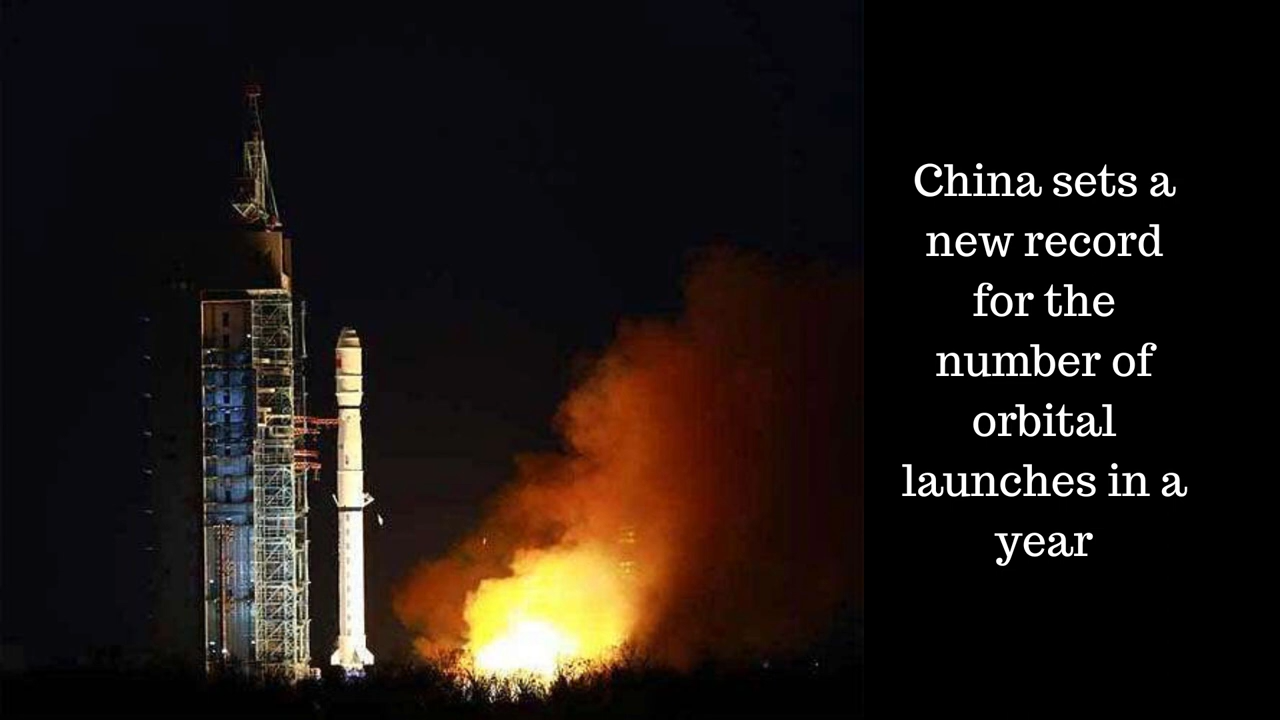 China sets a
new record
for the
number of
orbital
launches in a
year